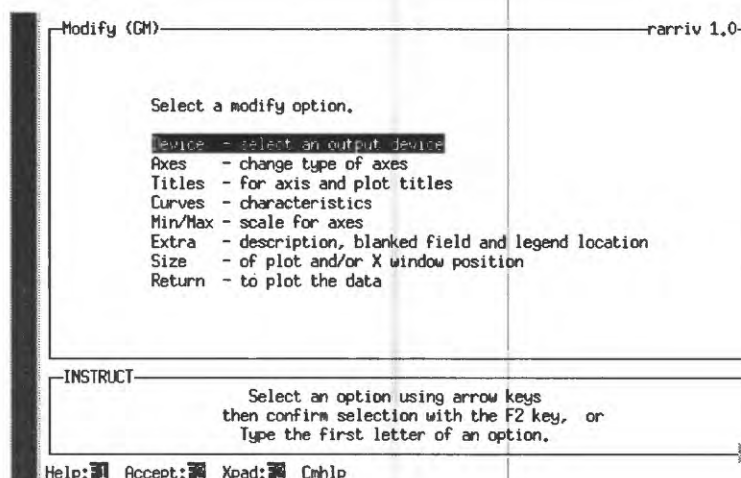 Modify (GM) rarriv 1.0
Select a modify option.
Device - select an output device
Axes - change type of axes
Titles - for axis and plot titles
Curves - characteristics
Min/Max - scale for axes
Extra - description, blanked field and legend location
Size - of plot and/or X window position
Return - to plot the data
INSTRUCT
Select an option using arrow keys
then confirm selection with the F2 key, or
Type the first letter of an option.
Help: Accept: Xpad: Cmhlp